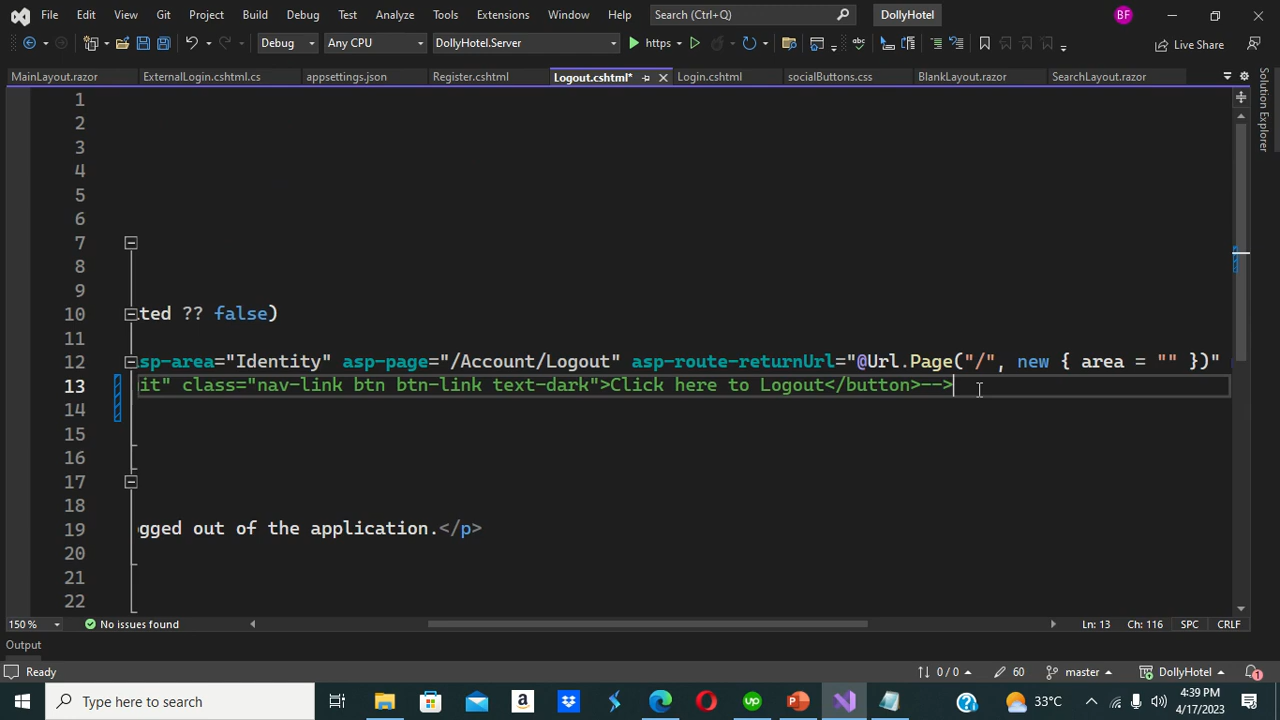 File Edit View Git Project Build Debug Test Analyze Tools Extensions Window Help Search (Ctrl+Q) DollyHotel BF
Debug Any CPU DollyHotel.Server https Live Share
MainLayout.razor ExternalLogin.cshtml.cs appsettings.json Register.cshtml Logout.cshtml* Login.cshtml socialButtons.css BlankLayout.razor SearchLayout.razor
Solution Explorer
1
2
3
4
5
6
7
8
9
10 ted ?? false)
11
12 sp-area="Identity" asp-page="/Account/Logout" asp-route-returnUrl="@Url.Page("/", new { area = "" })"
13 it" class="nav-link btn btn-link text-dark">Click here to Logout</button>-->
14
15
16
17
18
19 gged out of the application.</p>
20
21
22
150 % No issues found Ln: 13 Ch: 116 SPC CRLF
Output
Ready 0 / 0 60 master DollyHotel 1
Type here to search 33°C 4:39 PM
4/17/2023